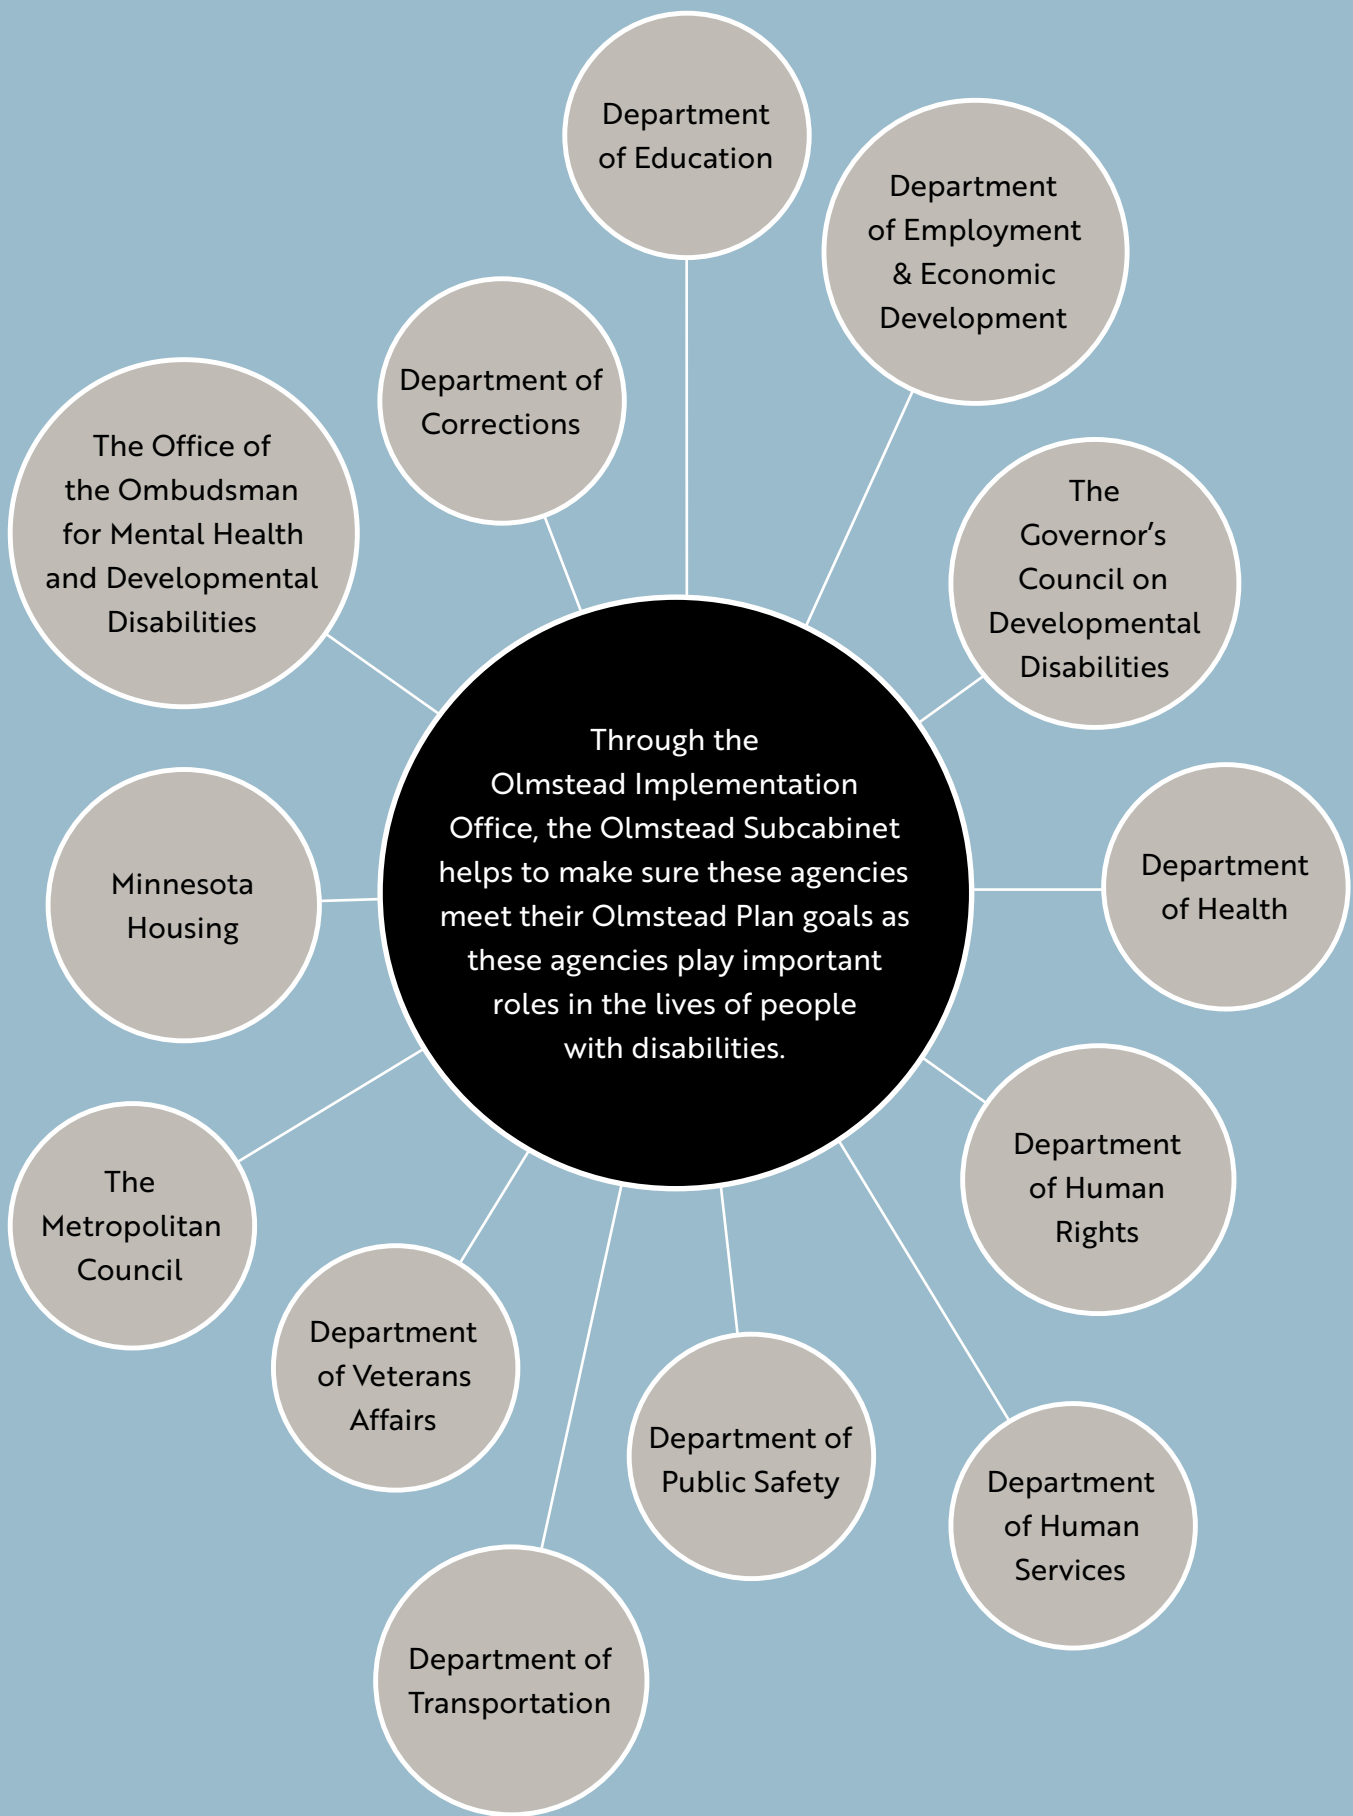 Department
of Education
Department
of Employment
& Economic
Development
Department of
Corrections
The Office of
the Ombudsman
for Mental Health
and Developmental
Disabilities
The
Governor’s
Council on
Developmental
Disabilities
Through the
Olmstead Implementation
Office, the Olmstead Subcabinet
helps to make sure these agencies
meet their Olmstead Plan goals as
these agencies play important
roles in the lives of people
with disabilities.
Minnesota
Housing
Department
of Health
Department
of Human
Rights
The
Metropolitan
Council
Department
of Veterans
Affairs
Department of
Public Safety
Department
of Human
Services
Department of
Transportation